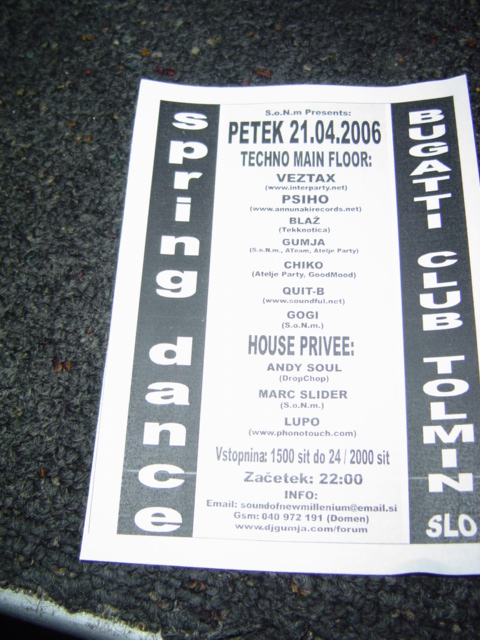 spring dance
S.o.N.m Presents:
PETEK 21.04.2006
TECHNO MAIN FLOOR:
VEZTAX
(www.interparty.net)
PSIHO
(www.annunakirecords.net)
BLAŽ
(Tekknotica)
GUMJA
(S.o.N.m., ATeam, Atelje Party)
CHIKO
(Atelje Party, GoodMood)
QUIT-B
(www.soundful.net)
GOGI
(S.o.N.m.)
HOUSE PRIVEE:
ANDY SOUL
(DropChop)
MARC SLIDER
(S.o.N.m.)
LUPO
(www.phonotouch.com)
Vstopnina: 1500 sit do 24 / 2000 sit
Začetek: 22:00
INFO:
Email: soundofnewmillenium@email.si
Gsm: 040 972 191 (Domen)
www.djgumja.com/forum
BUGATTI CLUB TOLMIN
SLO